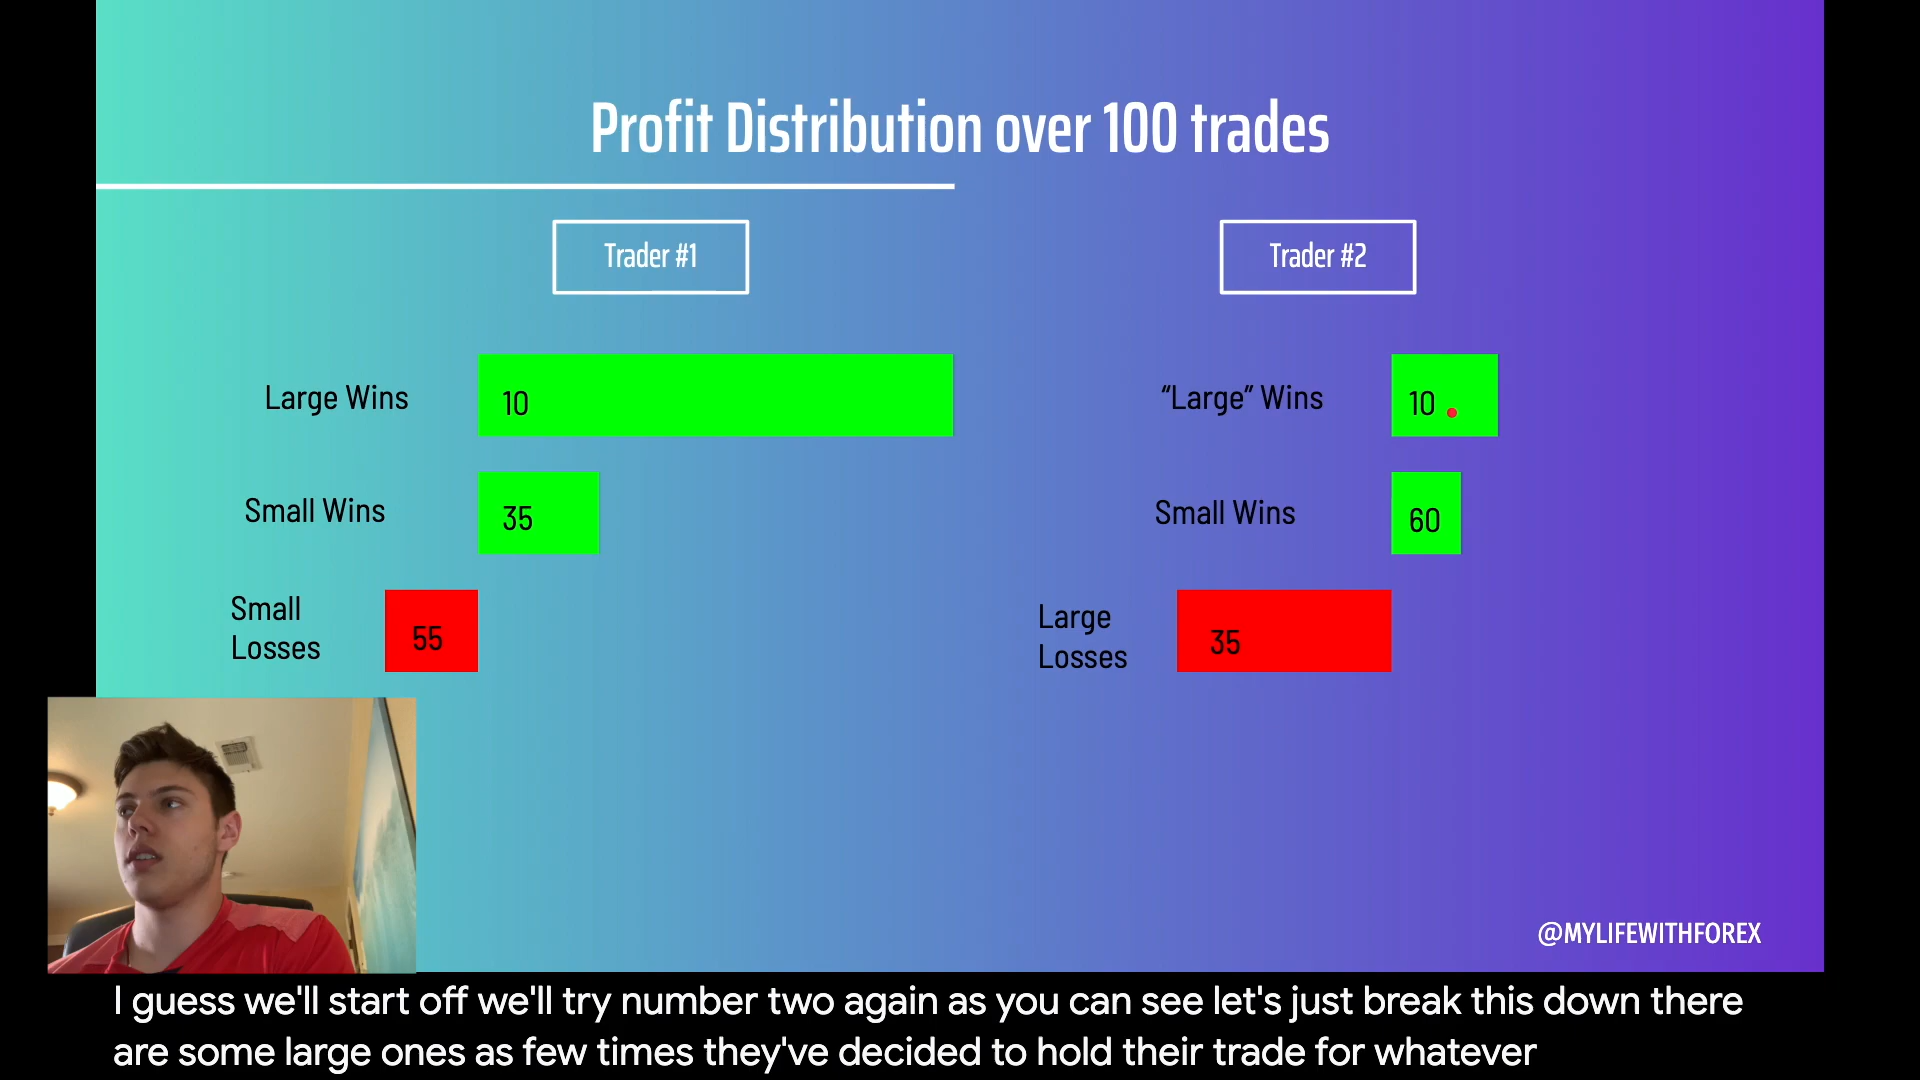 Profit Distribution over 100 trades
Trader #1
Trader #2
Large Wins
10
“Large” Wins
10
Small Wins
35
Small Wins
60
Small
Losses
55
Large
Losses
35
@MYLIFEWITHFOREX
I guess we'll start off we'll try number two again as you can see let's just break this down there
are some large ones as few times they've decided to hold their trade for whatever